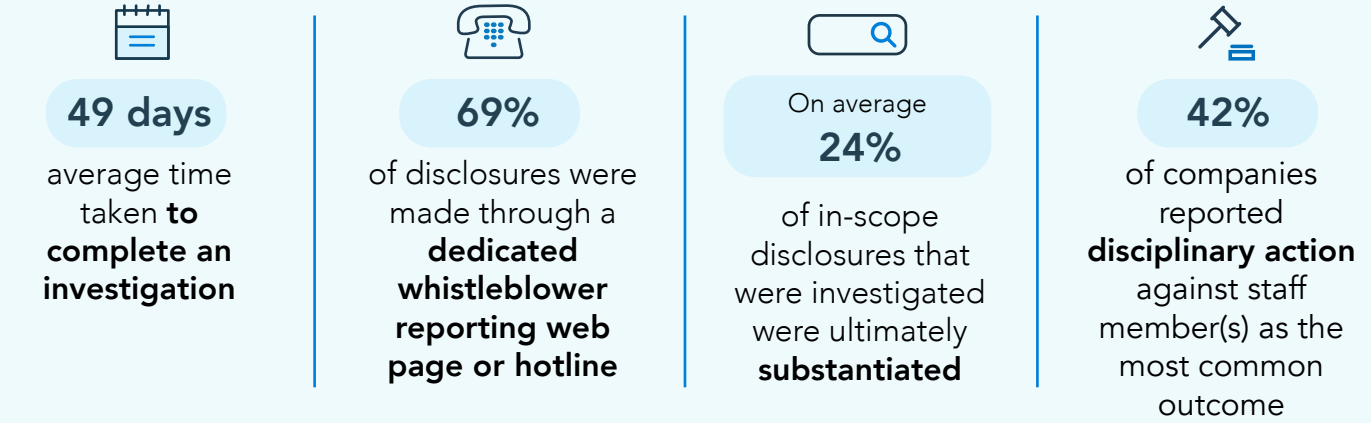 49 days
average time
taken to
complete an
investigation
69%
of disclosures were
made through a
dedicated
whistleblower
reporting web
page or hotline
On average
24%
of in-scope
disclosures that
were investigated
were ultimately
substantiated
42%
of companies
reported
disciplinary action
against staff
member(s) as the
most common
outcome